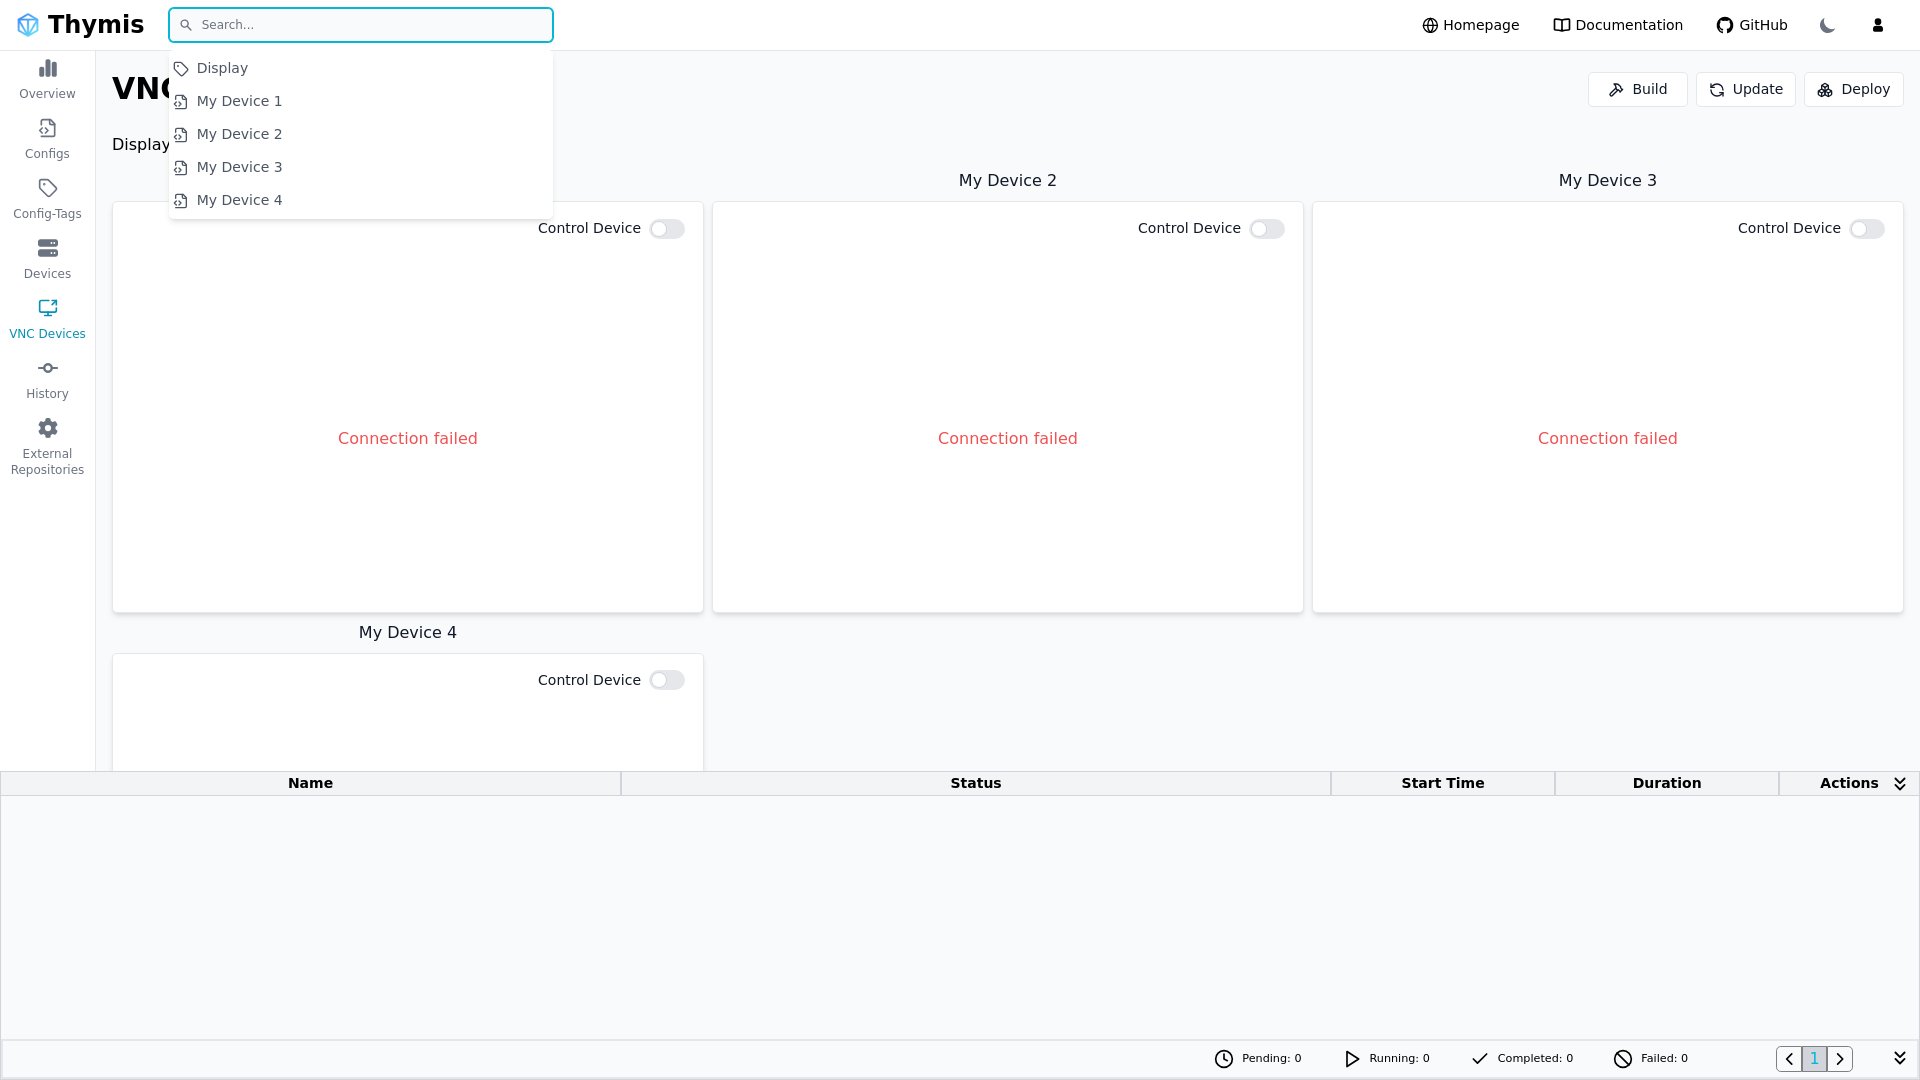 Thymis
Search...
Homepage
Documentation
GitHub
Overview
Configs
Config-Tags
Devices
VNC Devices
History
External
Repositories
VNC
Build
Update
Deploy
Display
Display
My Device 1
My Device 2
My Device 3
My Device 4
My Device 2
My Device 3
Control Device
Control Device
Control Device
Connection failed
Connection failed
Connection failed
My Device 4
Control Device
Name
Status
Start Time
Duration
Actions
Pending: 0
Running: 0
Completed: 0
Failed: 0
1